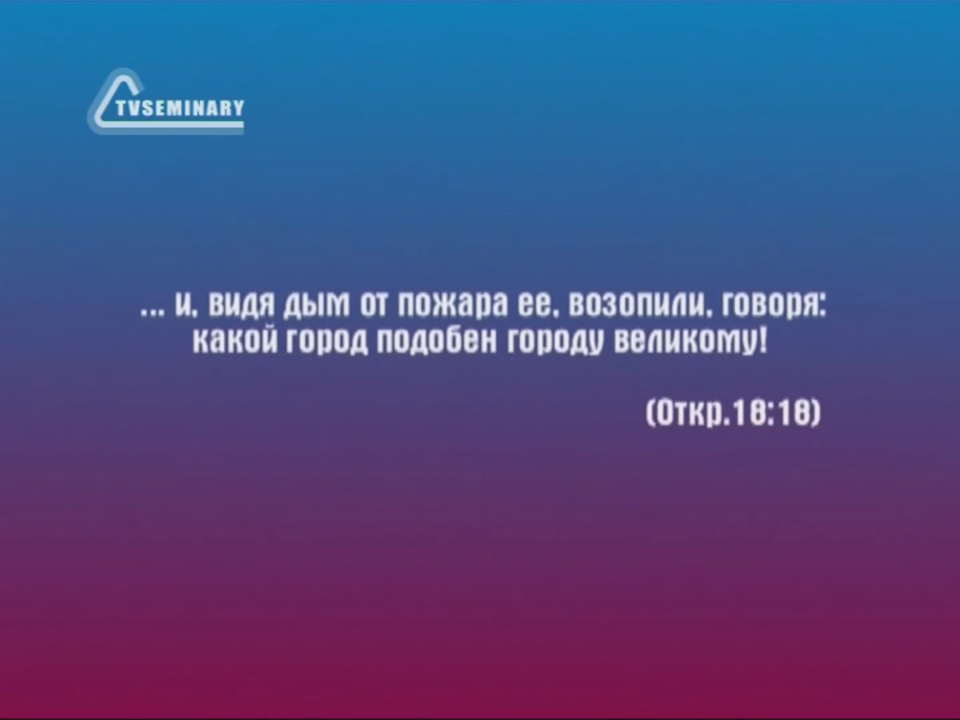 TVSEMINARY
... и, видя дым от пожара ее, возопили, говоря:
какой город подобен городу великому!
(Откр.18:18)